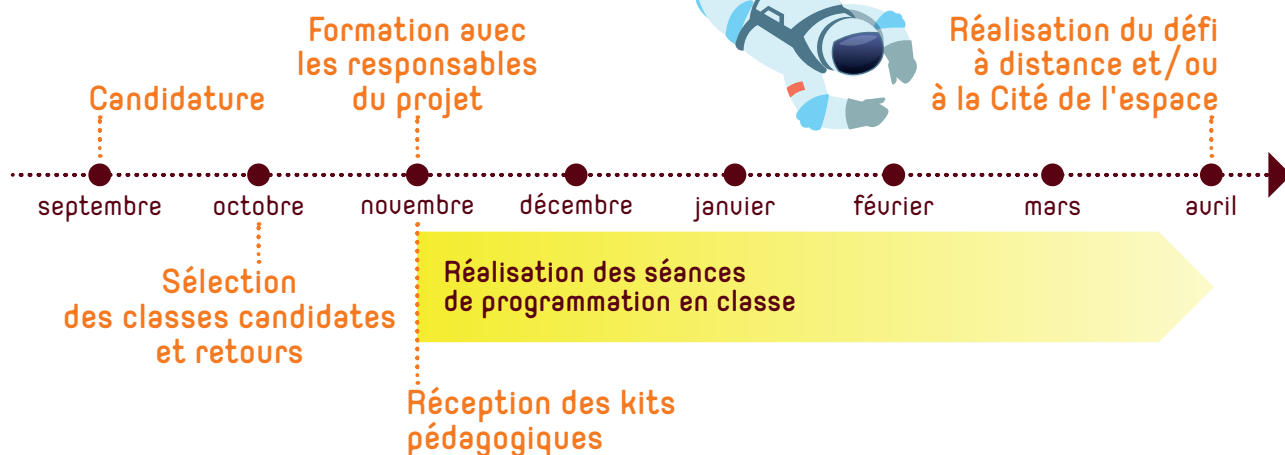 Formation avec
les responsables
du projet
Réalisation du défi
à distance et/ou
à la Cité de l'espace
Candidature
septembre
octobre
novembre
décembre
janvier
février
mars
avril
Sélection
des classes candidates
et retours
Réalisation des séances
de programmation en classe
Réception des kits
pédagogiques